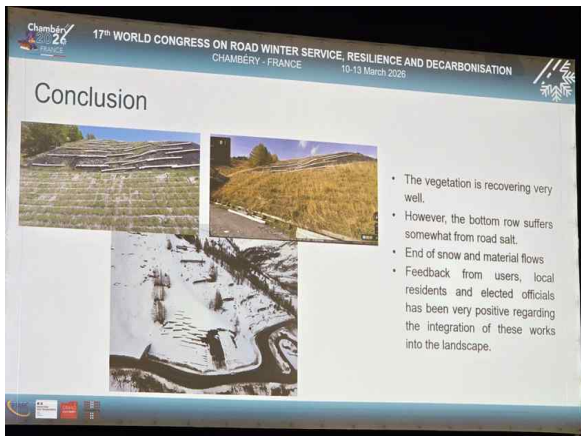 Chambéry
2026
FRANCE
17th WORLD CONGRESS ON ROAD WINTER SERVICE, RESILIENCE AND DECARBONISATION
CHAMBÉRY - FRANCE
10-13 March 2026
Conclusion
• The vegetation is recovering very
well.
• However, the bottom row suffers
somewhat from road salt.
• End of snow and material flows
• Feedback from users, local
residents and elected officials
has been very positive regarding
the integration of these works
into the landscape.